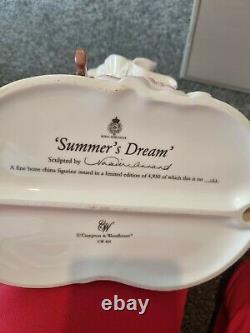 ROYAL WORCESTER
'Summer's Dream'
Sculpted by
A fine bone china figurine issued in a limited edition of 4,950 of which this is no
CW
©Compton & Woodhouse
CW